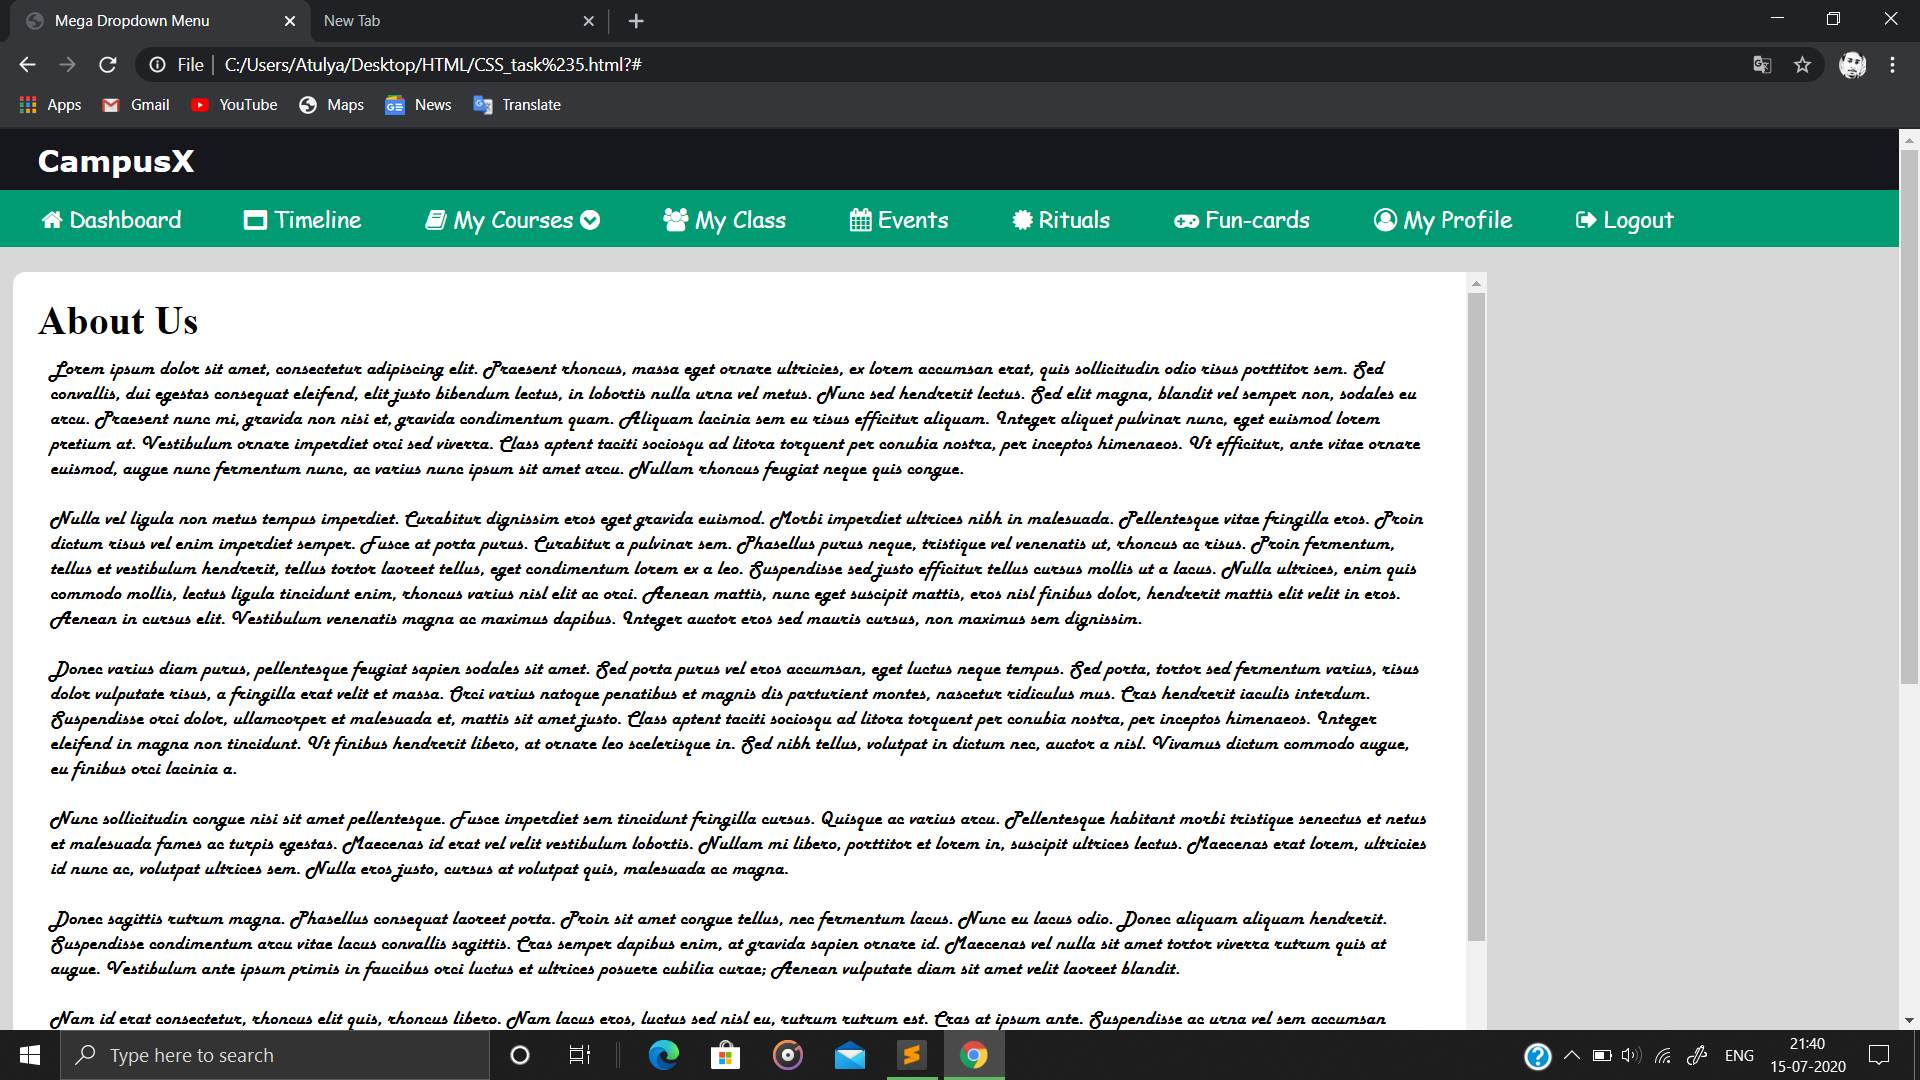 Mega Dropdown Menu
New Tab
File
C:/Users/Atulya/Desktop/HTML/CSS_task%235.html?#
Apps Gmail YouTube Maps News Translate
CampusX
Dashboard Timeline My Courses My Class Events Rituals Fun-cards My Profile Logout
About Us
Lorem ipsum dolor sit amet, consectetur adipiscing elit. Praesent rhoncus, massa eget ornare ultricies, ex lorem accumsan erat, quis sollicitudin odio risus porttitor sem. Sed
convallis, dui egestas consequat eleifend, elit justo bibendum lectus, in lobortis nulla urna vel metus. Nunc sed hendrerit lectus. Sed elit magna, blandit vel semper non, sodales eu
arcu. Praesent nunc mi, gravida non nisi et, gravida condimentum quam. Aliquam lacinia sem eu risus efficitur aliquam. Integer aliquet pulvinar nunc, eget euismod lorem
pretium at. Vestibulum ornare imperdiet orci sed viverra. Class aptent taciti sociosqu ad litora torquent per conubia nostra, per inceptos himenaeos. Ut efficitur, ante vitae ornare
euismod, augue nunc fermentum nunc, ac varius nunc ipsum sit amet arcu. Nullam rhoncus feugiat neque quis congue.
Nulla vel ligula non metus tempus imperdiet. Curabitur dignissim eros eget gravida euismod. Morbi imperdiet ultrices nibh in malesuada. Pellentesque vitae fringilla eros. Proin
dictum risus vel enim imperdiet semper. Fusce at porta purus. Curabitur a pulvinar sem. Phasellus purus neque, tristique vel venenatis ut, rhoncus ac risus. Proin fermentum,
tellus et vestibulum hendrerit, tellus tortor laoreet tellus, eget condimentum lorem ex a leo. Suspendisse sed justo efficitur tellus cursus mollis ut a lacus. Nulla ultrices, enim quis
commodo mollis, lectus ligula tincidunt enim, rhoncus varius nisl elit ac orci. Aenean mattis, nunc eget suscipit mattis, eros nisl finibus dolor, hendrerit mattis elit velit in eros.
Aenean in cursus elit. Vestibulum venenatis magna ac maximus dapibus. Integer auctor eros sed mauris cursus, non maximus sem dignissim.
Donec varius diam purus, pellentesque feugiat sapien sodales sit amet. Sed porta purus vel eros accumsan, eget luctus neque tempus. Sed porta, tortor sed fermentum varius, risus
dolor vulputate risus, a fringilla erat velit et massa. Orci varius natoque penatibus et magnis dis parturient montes, nascetur ridiculus mus. Cras hendrerit iaculis interdum.
Suspendisse orci dolor, ullamcorper et malesuada et, mattis sit amet justo. Class aptent taciti sociosqu ad litora torquent per conubia nostra, per inceptos himenaeos. Integer
eleifend in magna non tincidunt. Ut finibus hendrerit libero, at ornare leo scelerisque in. Sed nibh tellus, volutpat in dictum nec, auctor a nisl. Vivamus dictum commodo augue,
eu finibus orci lacinia a.
Nunc sollicitudin congue nisi sit amet pellentesque. Fusce imperdiet sem tincidunt fringilla cursus. Quisque ac varius arcu. Pellentesque habitant morbi tristique senectus et netus
et malesuada fames ac turpis egestas. Maecenas id erat vel velit vestibulum lobortis. Nullam mi libero, porttitor et lorem in, suscipit ultrices lectus. Maecenas erat lorem, ultricies
id nunc ac, volutpat ultrices sem. Nulla eros justo, cursus at volutpat quis, malesuada ac magna.
Donec sagittis rutrum magna. Phasellus consequat laoreet porta. Proin sit amet congue tellus, nec fermentum lacus. Nunc eu lacus odio. Donec aliquam aliquam hendrerit.
Suspendisse condimentum arcu vitae lacus convallis sagittis. Cras semper dapibus enim, at gravida sapien ornare id. Maecenas vel nulla sit amet tortor viverra rutrum quis at
augue. Vestibulum ante ipsum primis in faucibus orci luctus et ultrices posuere cubilia curae; Aenean vulputate diam sit amet velit laoreet blandit.
Nam id erat consectetur, rhoncus elit quis, rhoncus libero. Nam lacus eros, luctus sed nisl eu, rutrum rutrum est. Cras at ipsum ante. Suspendisse ac urna vel sem accumsan
Type here to search
ENG
21:40
15-07-2020